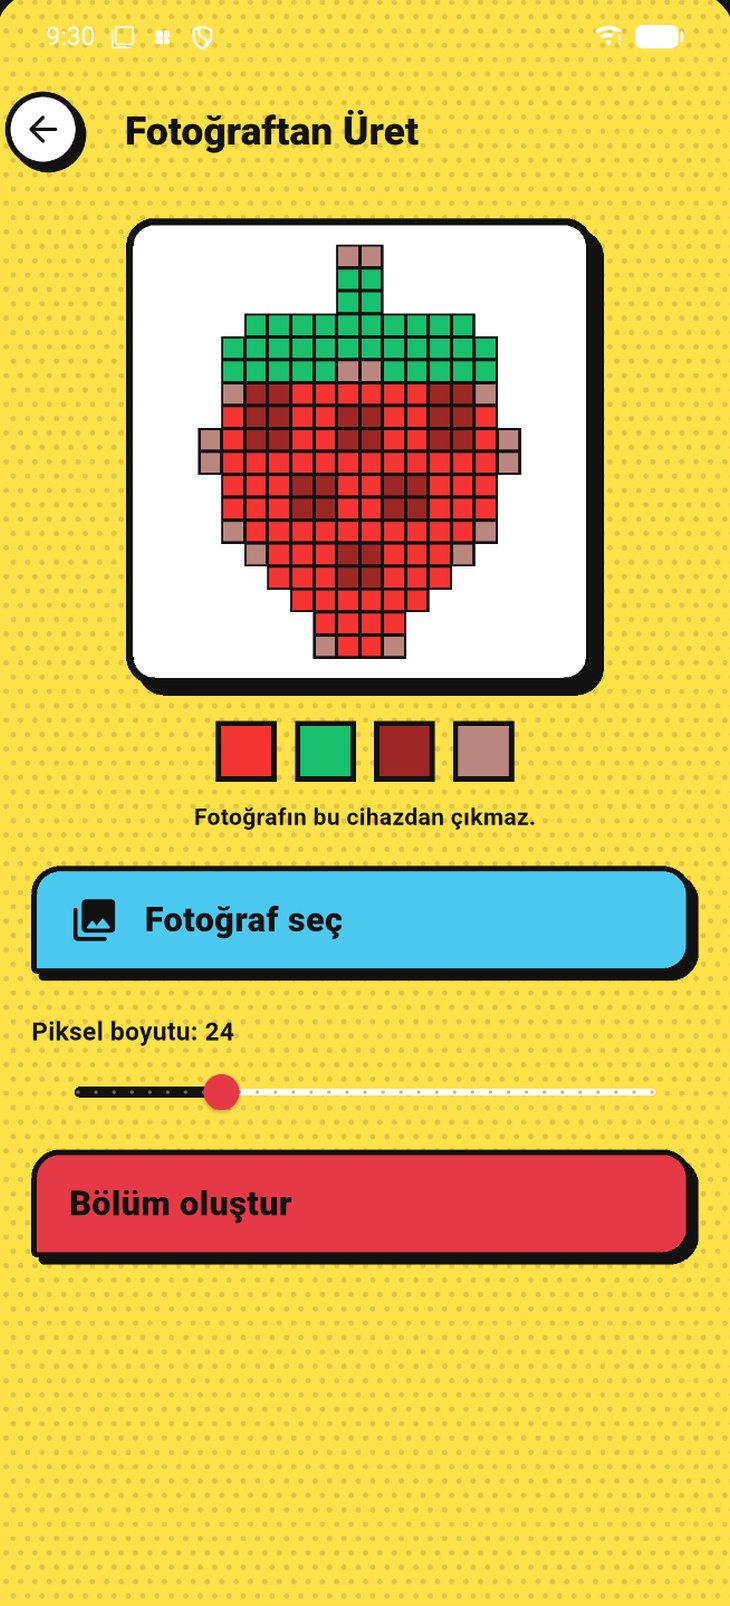 9:30
Fotoğraftan Üret
Fotoğrafın bu cihazdan çıkmaz.
Fotoğraf seç
Piksel boyutu: 24
Bölüm oluştur